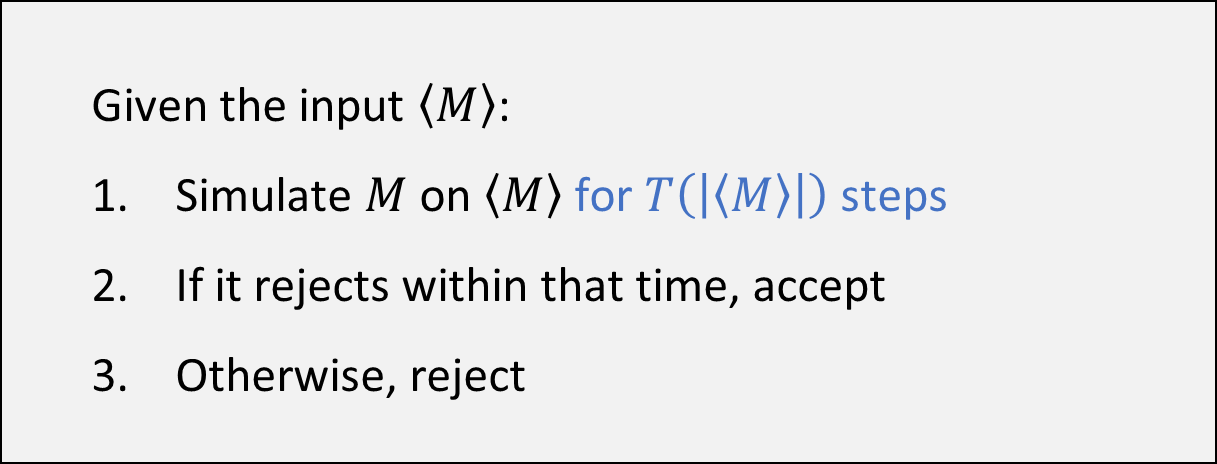 Given the input ⟨𝑀⟩:
1. Simulate 𝑀 on ⟨𝑀⟩ for 𝑇(|⟨𝑀⟩|) steps
2. If it rejects within that time, accept
3. Otherwise, reject